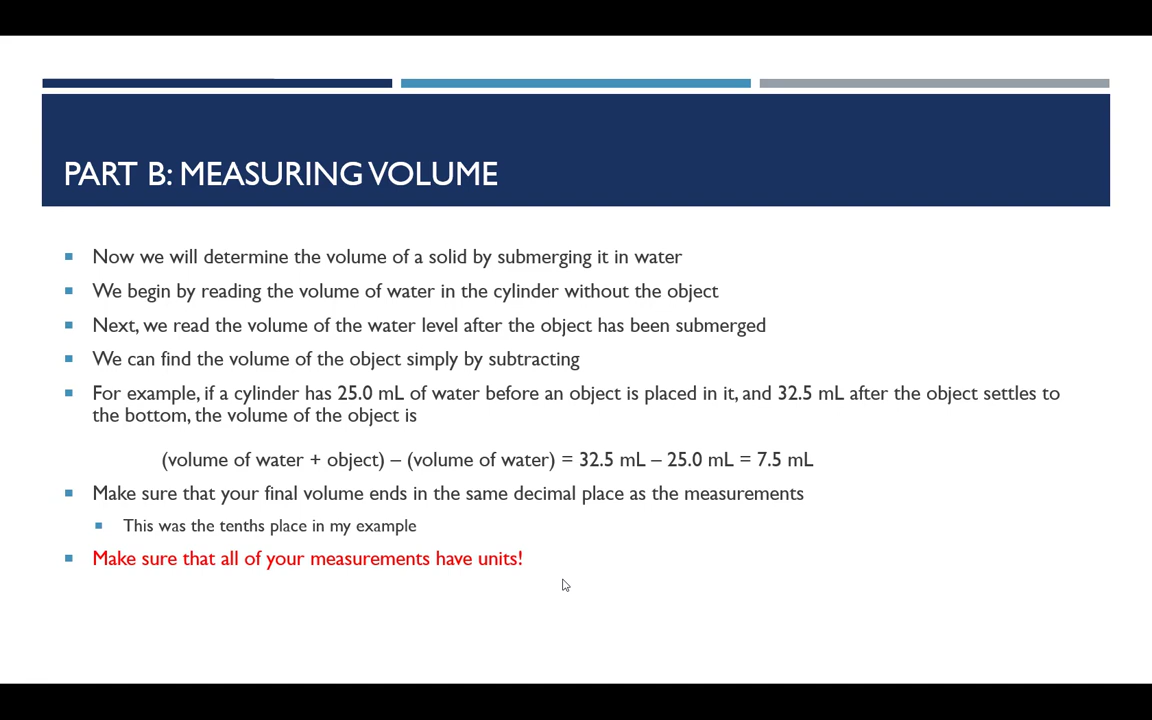 PART B: MEASURING VOLUME
Now we will determine the volume of a solid by submerging it in water
We begin by reading the volume of water in the cylinder without the object
Next, we read the volume of the water level after the object has been submerged
We can find the volume of the object simply by subtracting
For example, if a cylinder has 25.0 mL of water before an object is placed in it, and 32.5 mL after the object settles to
the bottom, the volume of the object is
(volume of water + object) – (volume of water) = 32.5 mL – 25.0 mL = 7.5 mL
Make sure that your final volume ends in the same decimal place as the measurements
This was the tenths place in my example
Make sure that all of your measurements have units!